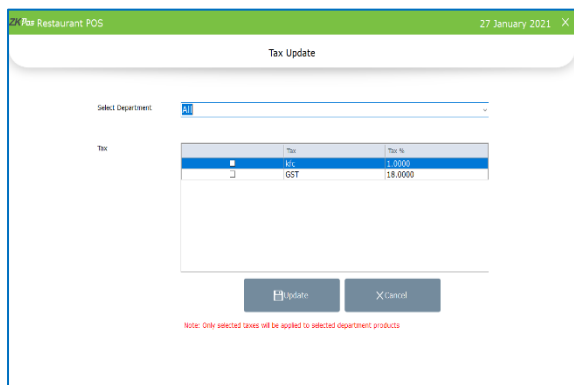 ZKPos Restaurant POS 27 January 2021 X
Tax Update
Select Department All
Tax
Tax Tax %
kfc 1.0000
GST 18.0000
Update X Cancel
Note: Only selected taxes will be applied to selected department products